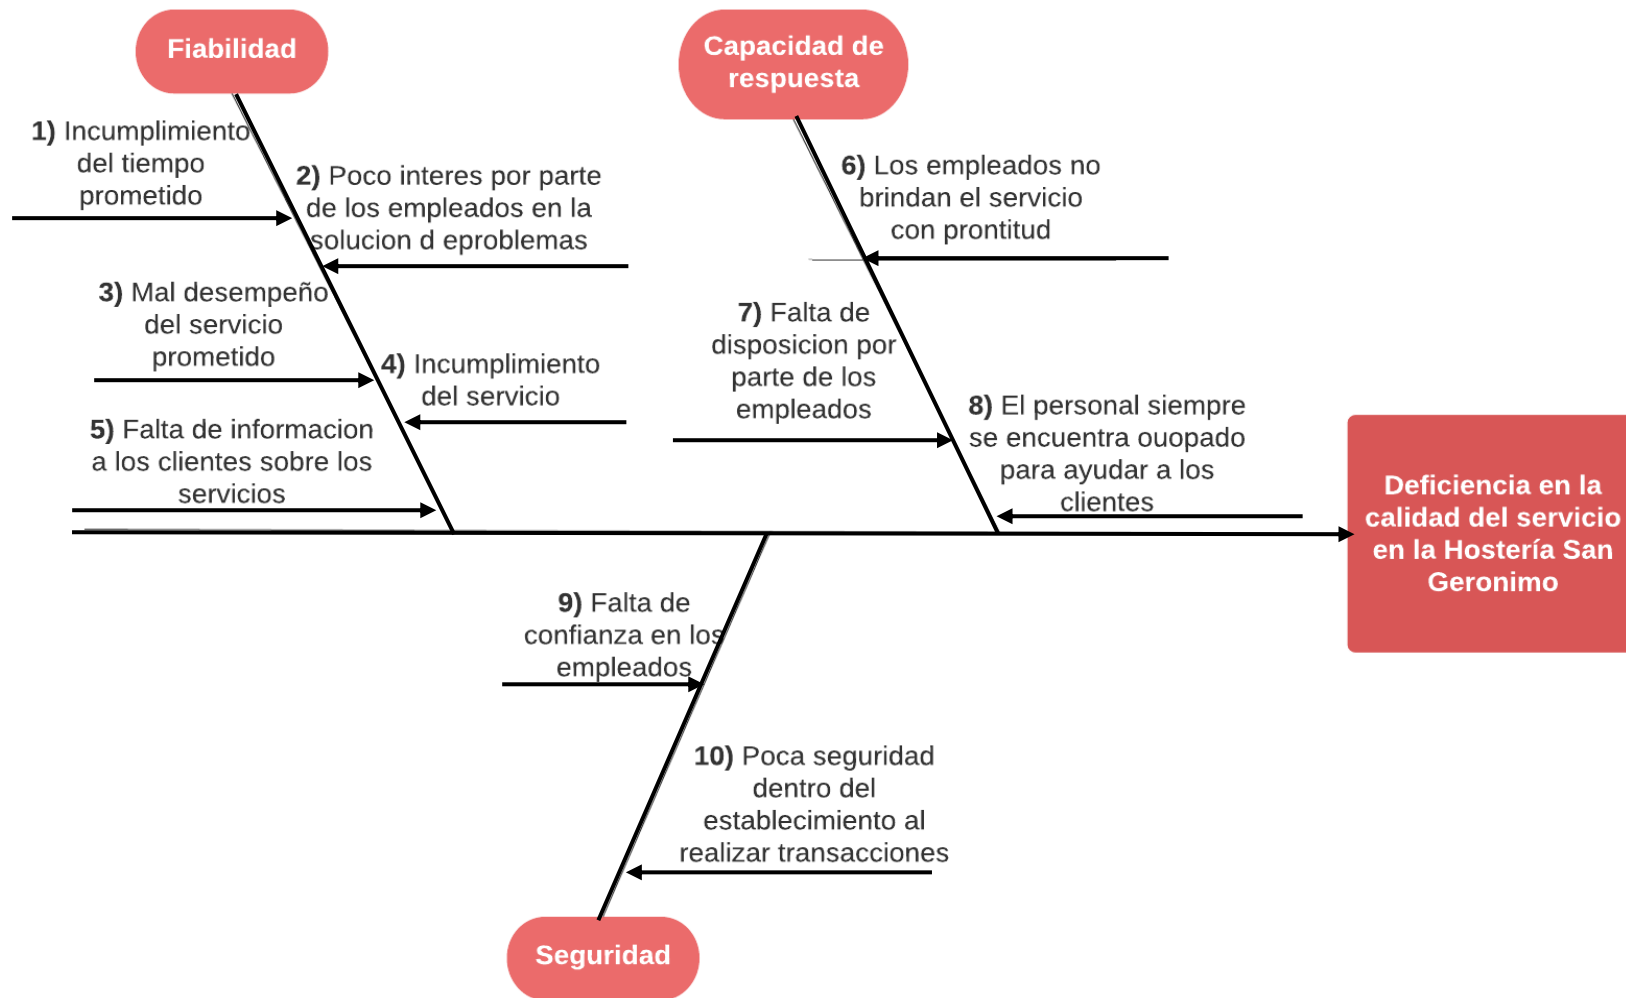 Fiabilidad
1) Incumplimiento
del tiempo
prometido
2) Poco interes por parte
de los empleados en la
solucion d eproblemas
3) Mal desempeño
del servicio
prometido
4) Incumplimiento
del servicio
5) Falta de informacion
a los clientes sobre los
servicios
Capacidad de
respuesta
6) Los empleados no
brindan el servicio
con prontitud
7) Falta de
disposicion por
parte de los
empleados
8) El personal siempre
se encuentra ouopado
para ayudar a los
clientes
Deficiencia en la
calidad del servicio
en la Hostería San
Geronimo
9) Falta de
confianza en los
empleados
10) Poca seguridad
dentro del
establecimiento al
realizar transacciones
Seguridad